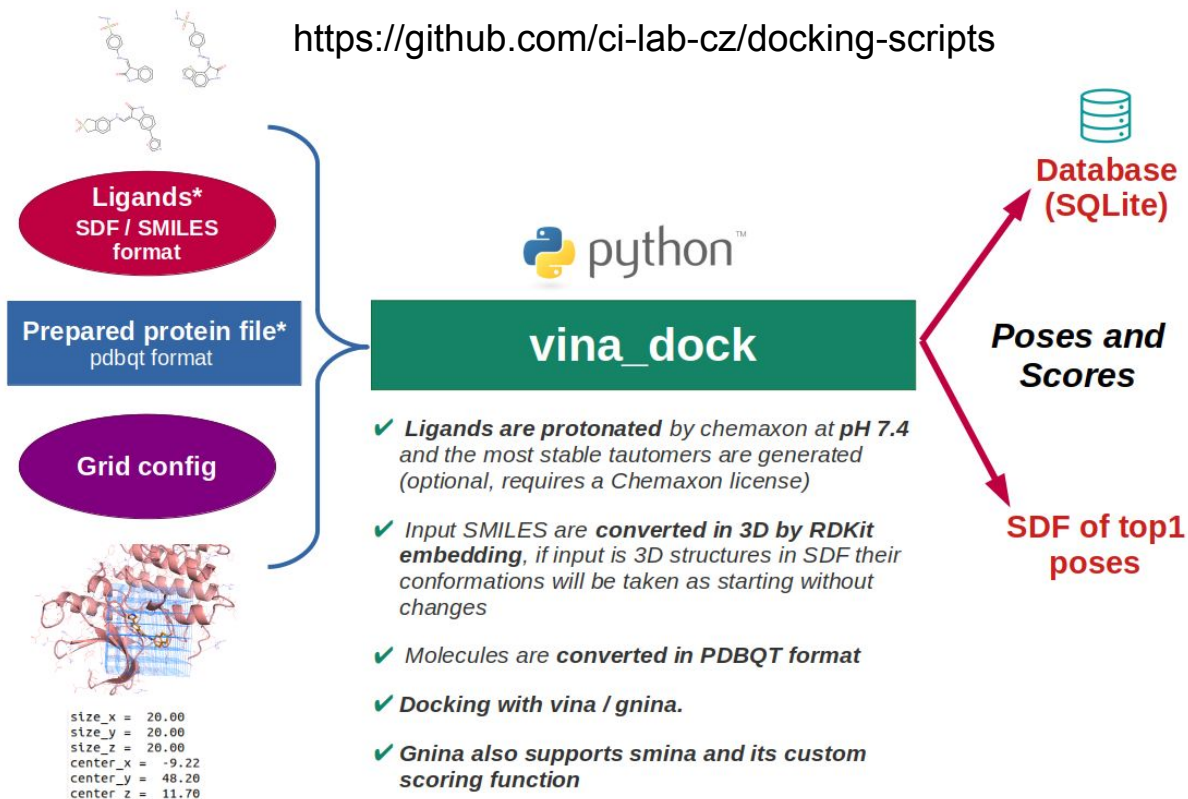 https://github.com/ci-lab-cz/docking-scripts
Ligands*
SDF / SMILES
format
Prepared protein file*
pdbqt format
Grid config
size_x =  20.00
size_y =  20.00
size_z =  20.00
center_x =  -9.22
center_y =  48.20
center_z =  11.70
python™
vina_dock
✔ Ligands are protonated by chemaxon at pH 7.4
and the most stable tautomers are generated
(optional, requires a Chemaxon license)
✔ Input SMILES are converted in 3D by RDKit
embedding, if input is 3D structures in SDF their
conformations will be taken as starting without
changes
✔ Molecules are converted in PDBQT format
✔ Docking with vina / gnina.
✔ Gnina also supports smina and its custom
scoring function
Database
(SQLite)
Poses and
Scores
SDF of top1
poses